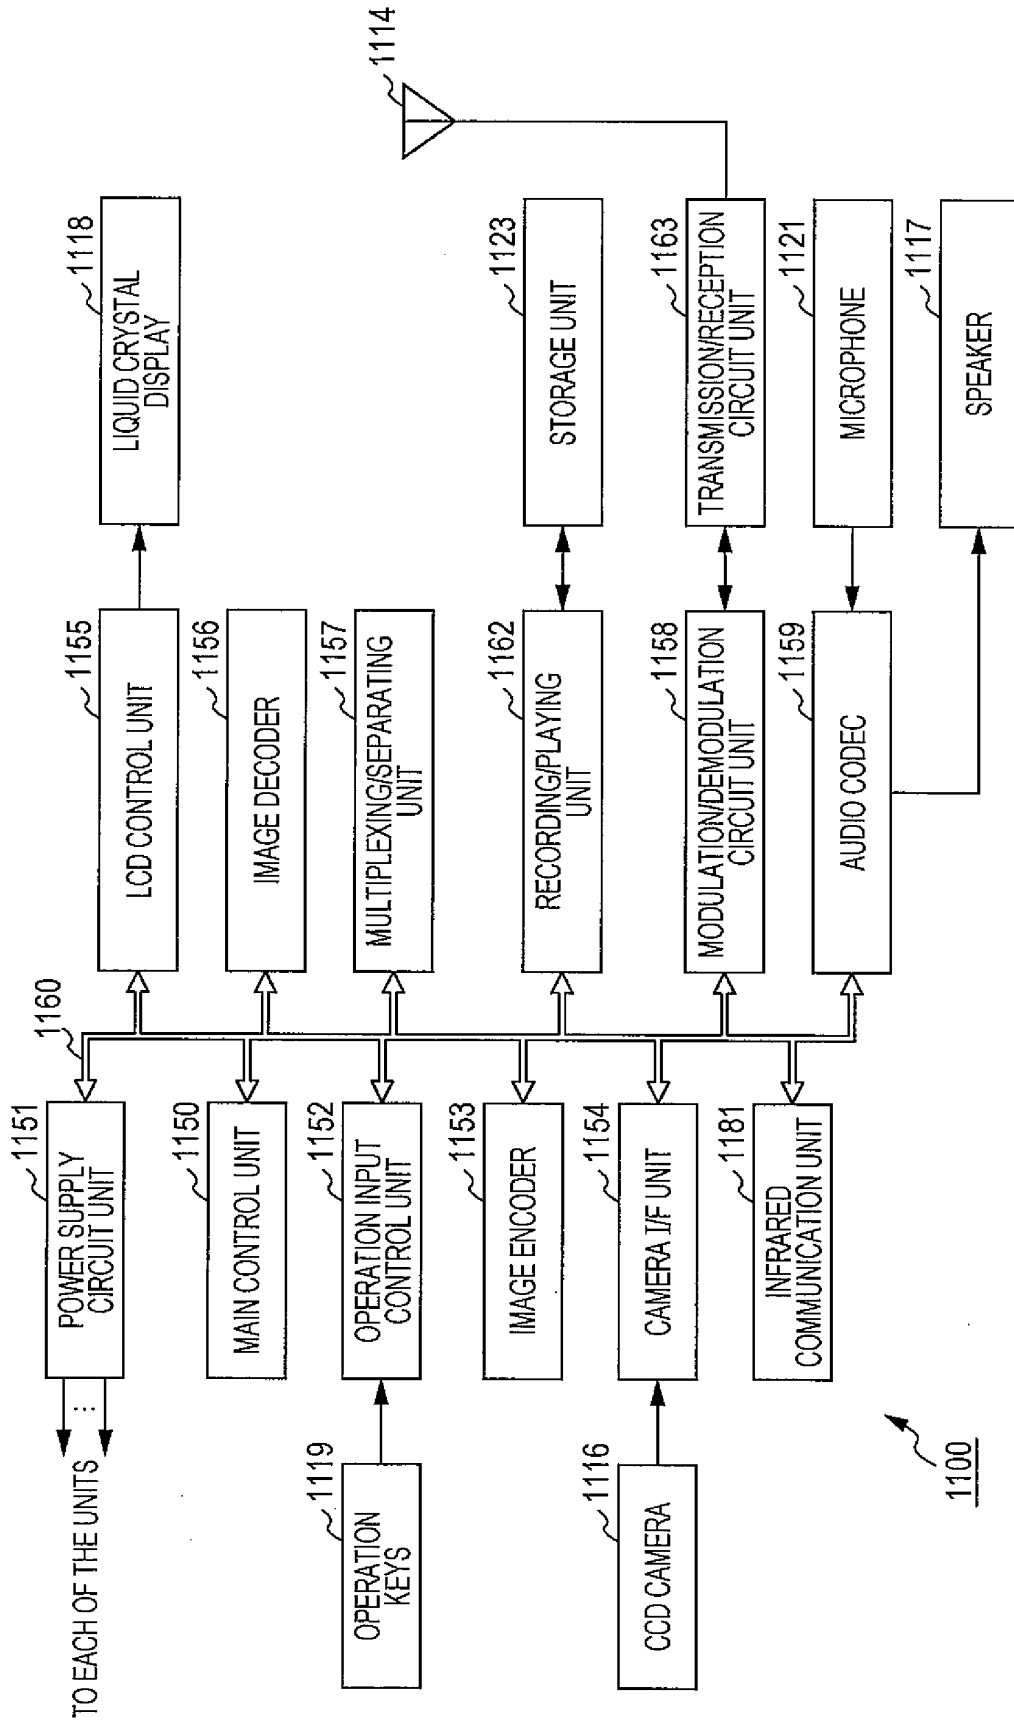 TO EACH OF THE UNITS
1151
POWER SUPPLY
CIRCUIT UNIT
1160
1155
LCD CONTROL UNIT
1118
LIQUID CRYSTAL
DISPLAY
1150
MAIN CONTROL UNIT
1156
IMAGE DECODER
1119
OPERATION
KEYS
1152
OPERATION INPUT
CONTROL UNIT
1157
MULTIPLEXING/SEPARATING
UNIT
1114
1153
IMAGE ENCODER
1162
RECORDING/PLAYING
UNIT
1123
STORAGE UNIT
1116
CCD CAMERA
1154
CAMERA I/F UNIT
1158
MODULATION/DEMODULATION
CIRCUIT UNIT
1163
TRANSMISSION/RECEPTION
CIRCUIT UNIT
1181
INFRARED
COMMUNICATION UNIT
1159
AUDIO CODEC
1121
MICROPHONE
1117
SPEAKER
1100